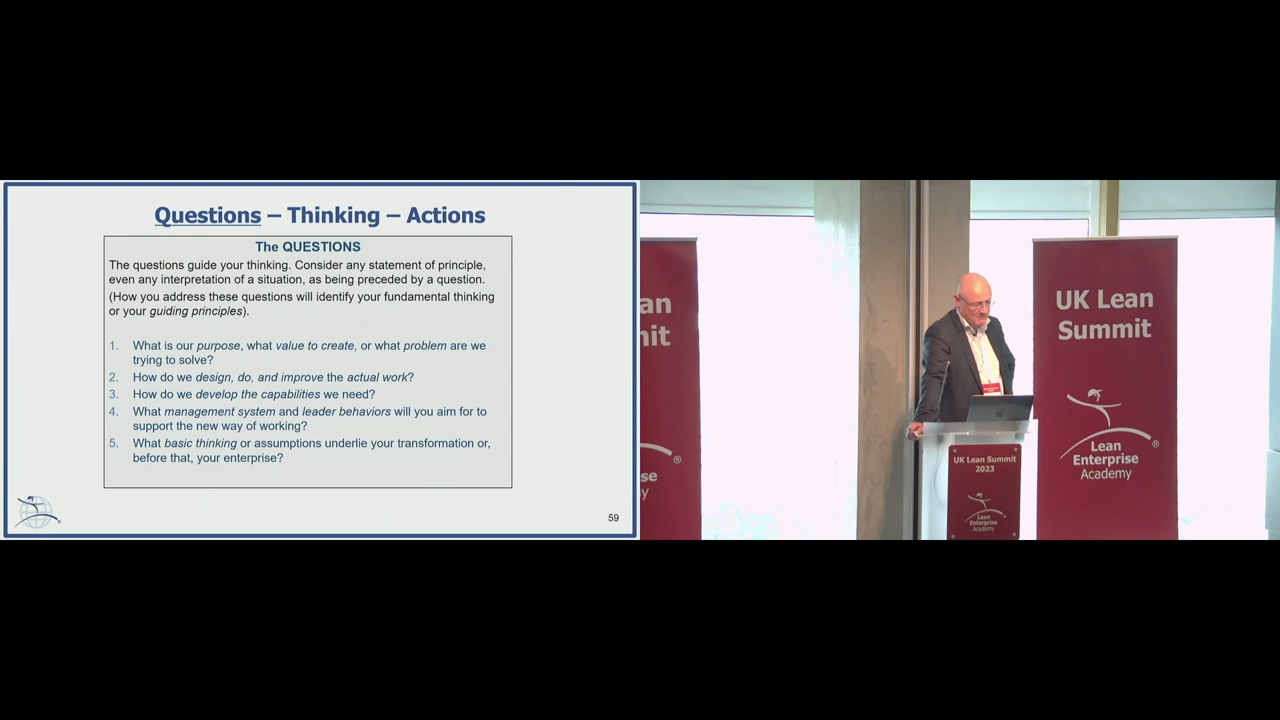 Questions – Thinking – Actions
The QUESTIONS
The questions guide your thinking. Consider any statement of principle,
even any interpretation of a situation, as being preceded by a question.
(How you address these questions will identify your fundamental thinking
or your guiding principles).
1. What is our purpose, what value to create, or what problem are we
trying to solve?
2. How do we design, do, and improve the actual work?
3. How do we develop the capabilities we need?
4. What management system and leader behaviors will you aim for to
support the new way of working?
5. What basic thinking or assumptions underlie your transformation or,
before that, your enterprise?
59
an
nit
se
y
®
UK Lean Summit
2023
Lean
Enterprise
Academy
UK Lean
Summit
Lean
Enterprise
Academy
®